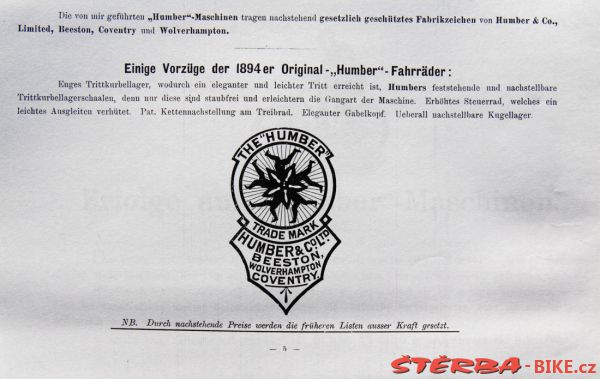 Die von mir geführten „Humber“-Maschinen tragen nachstehend gesetzlich geschütztes Fabrikzeichen von Humber & Co.,
Limited, Beeston, Coventry und Wolverhampton.
Einige Vorzüge der 1894er Original-„Humber“-Fahrräder:
Enges Trittkurbellager, wodurch ein eleganter und leichter Tritt erreicht ist, Humbers feststehende und nachstellbare
Trittkurbellagerschaalen, denn nur diese sind staubfrei und erleichtern die Gangart der Maschine. Erhöhtes Steuerrad, welches ein
leichtes Ausgleiten verhütet. Pat. Kettennachstellung am Treibrad. Eleganter Gabelkopf. Ueberall nachstellbare Kugellager.
THE "HUMBER"
TRADE MARK
HUMBER & Co LTD
BEESTON,
WOLVERHAMPTON
COVENTRY.
NB. Durch nachstehende Preise werden die früheren Listen ausser Kraft gesetzt.
— 5 —
STĚRBA-BIKE.cz